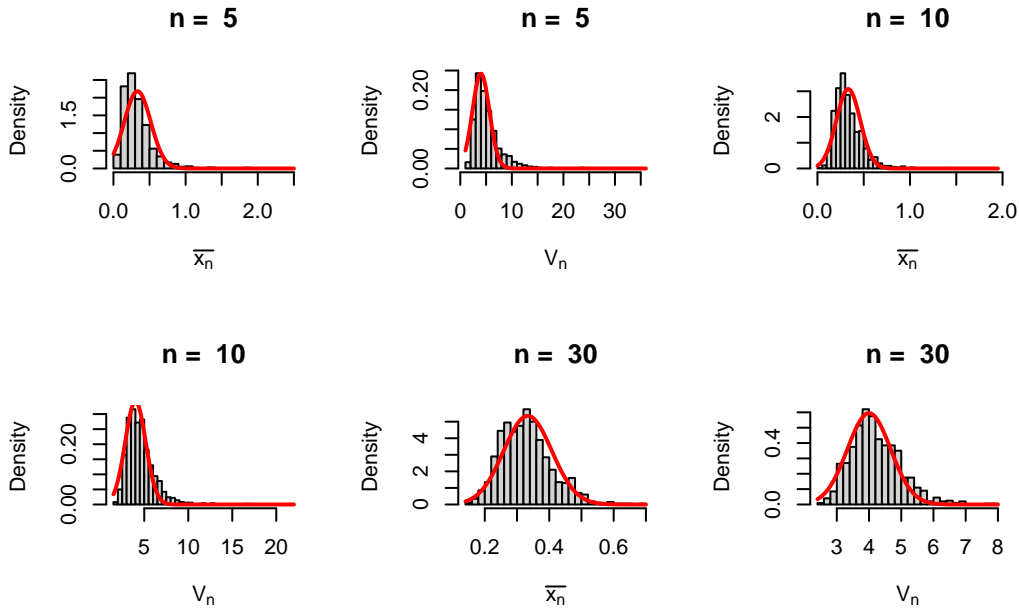 n = 5
Density
0.0 1.5
0.0 1.0 2.0
x̅n
n = 5
Density
0.00 0.20
0 10 20 30
Vn
n = 10
Density
0 2
0.0 1.0 2.0
x̅n
n = 10
Density
0.00 0.20
5 10 15 20
Vn
n = 30
Density
0 2 4
0.2 0.4 0.6
x̅n
n = 30
Density
0.0 0.4
3 4 5 6 7 8
Vn